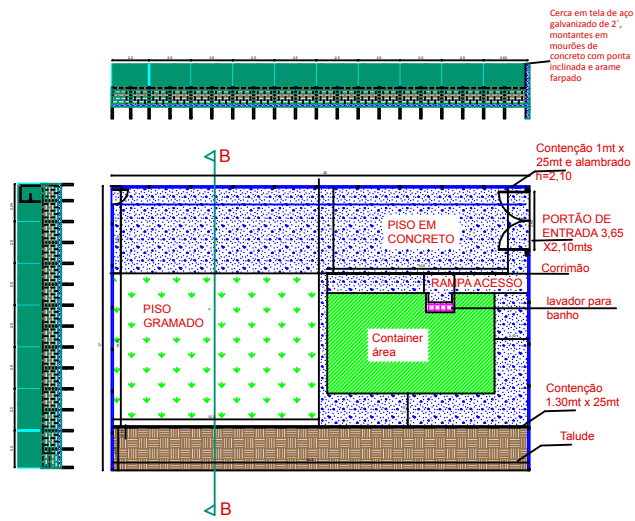 Cerca em tela de aço
galvanizado de 2´,
montantes em
mourões de
concreto com ponta
inclinada e arame
farpado
B
Contenção 1mt x
25mt e alambrado
h=2,10
PISO EM
CONCRETO
PORTÃO DE
ENTRADA 3,65
X2,10mts
Corrimão
RAMPA ACESSO
PISO
GRAMADO
lavador para
banho
Container
área
Contenção
1.30mt x 25mt
Talude
B